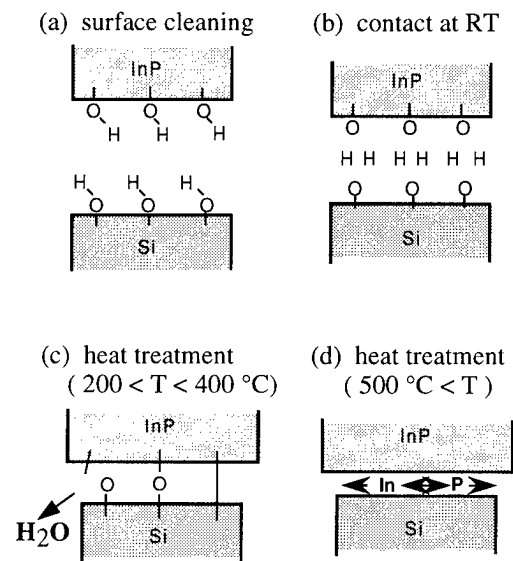 (a) surface cleaning
InP
O O O
H H H
H H H
O O O
Si
(b) contact at RT
InP
O O O
H H H H H H
O O O
Si
(c) heat treatment
( 200 < T < 400 °C)
InP
O O
H2O
Si
(d) heat treatment
( 500 °C < T )
InP
In P
Si